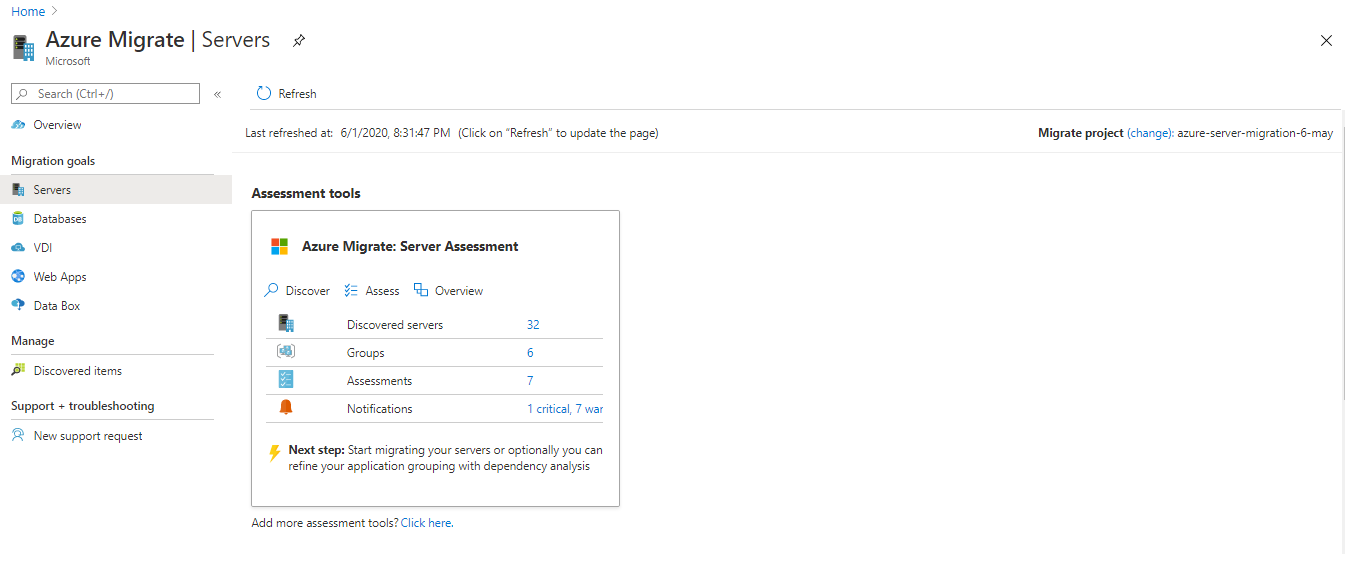 Home
Azure Migrate | Servers
Microsoft
Search (Ctrl+/)
«
Refresh
Overview
Last refreshed at: 6/1/2020, 8:31:47 PM (Click on “Refresh” to update the page)
Migrate project (change): azure-server-migration-6-may
Migration goals
Servers
Databases
VDI
Web Apps
Data Box
Manage
Discovered items
Support + troubleshooting
New support request
Assessment tools
Azure Migrate: Server Assessment
Discover Assess Overview
Discovered servers 32
Groups 6
Assessments 7
Notifications 1 critical, 7 war
Next step: Start migrating your servers or optionally you can
refine your application grouping with dependency analysis
Add more assessment tools? Click here.